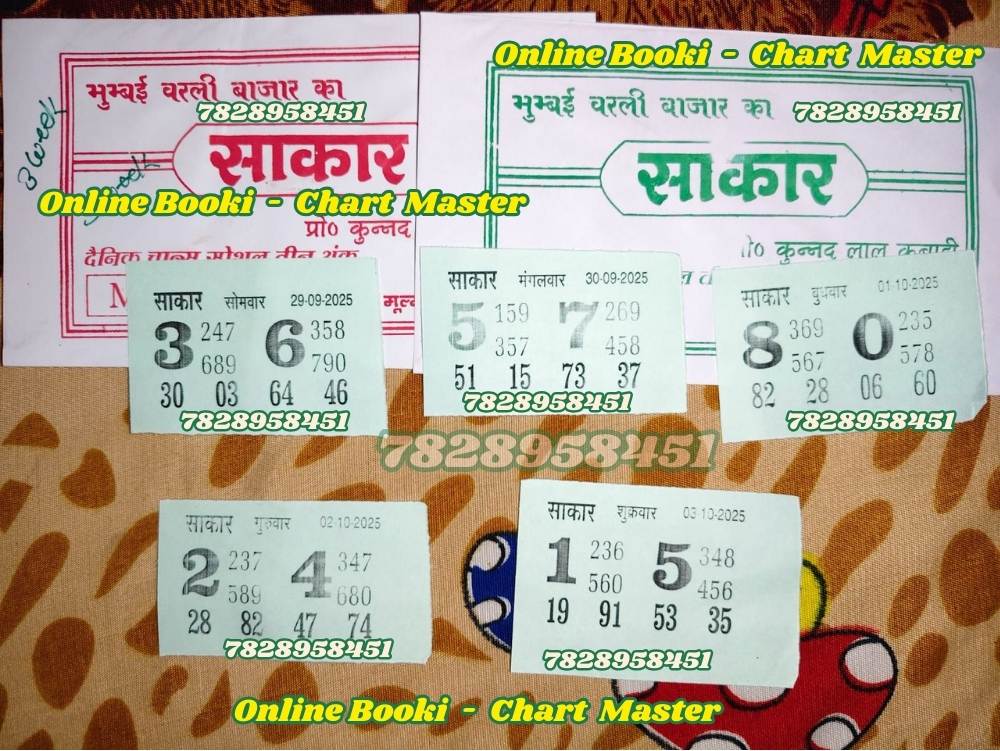 Online Booki - Chart Master
मुम्बई वरली बाजार का
7828958451
साकार
3 week
Online Booki - Chart Master
प्रो० कुन्नद
दैनिक चान्स स्पेशल तीन अंक
M
मुम्बई वरली बाजार का
7828958451
साकार
कुन्नद लाल
साकार सोमवार 29-09-2025
3 247 6 358
689 790
30 03 64 46
7828958451
साकार मंगलवार 30-09-2025
5 159 7 269
357 458
51 15 73 37
7828958451
साकार बुधवार 01-10-2025
8 369 0 235
567 578
82 28 06 60
7828958451
7828958451
साकार गुरुवार 02-10-2025
2 237 4 347
589 680
28 82 47 74
7828958451
साकार शुक्रवार 03-10-2025
1 236 5 348
560 456
19 91 53 35
7828958451
Online Booki - Chart Master